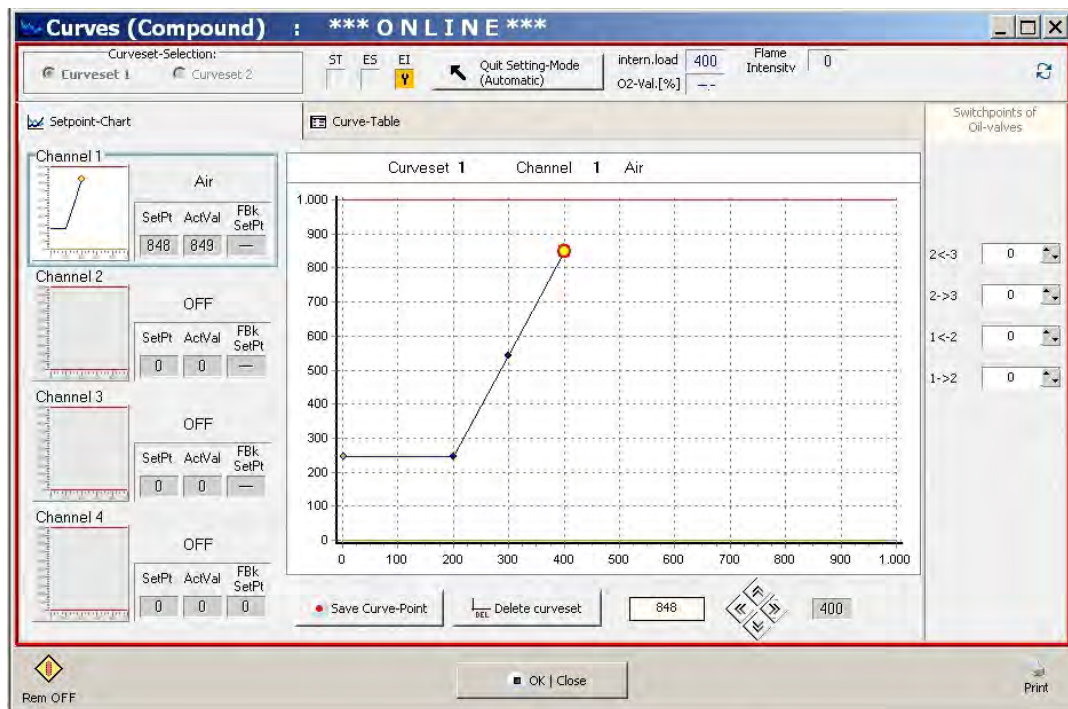 Curves (Compound) : *** O N L I N E ***
Curveset-Selection:
Curveset 1 Curveset 2
ST ES EI
Quit Setting-Mode
(Automatic)
intern.load 400
O2-Val.[%] --.-
Flame
Intensity 0
Setpoint-Chart
Curve-Table
Switchpoints of
Oil-valves
Channel 1
Air
SetPt ActVal FBk
SetPt
848 849 ---
Channel 2
OFF
SetPt ActVal FBk
SetPt
0 0 ---
Channel 3
OFF
SetPt ActVal FBk
SetPt
0 0 ---
Channel 4
OFF
SetPt ActVal FBk
SetPt
0 0 0
Curveset 1 Channel 1 Air
1.000
900
800
700
600
500
400
300
200
100
0
0 100 200 300 400 500 600 700 800 900 1.000
2<-3 0
2->3 0
1<-2 0
1->2 0
Save Curve-Point
DEL Delete curveset
848
400
Rem OFF
OK | Close
Print